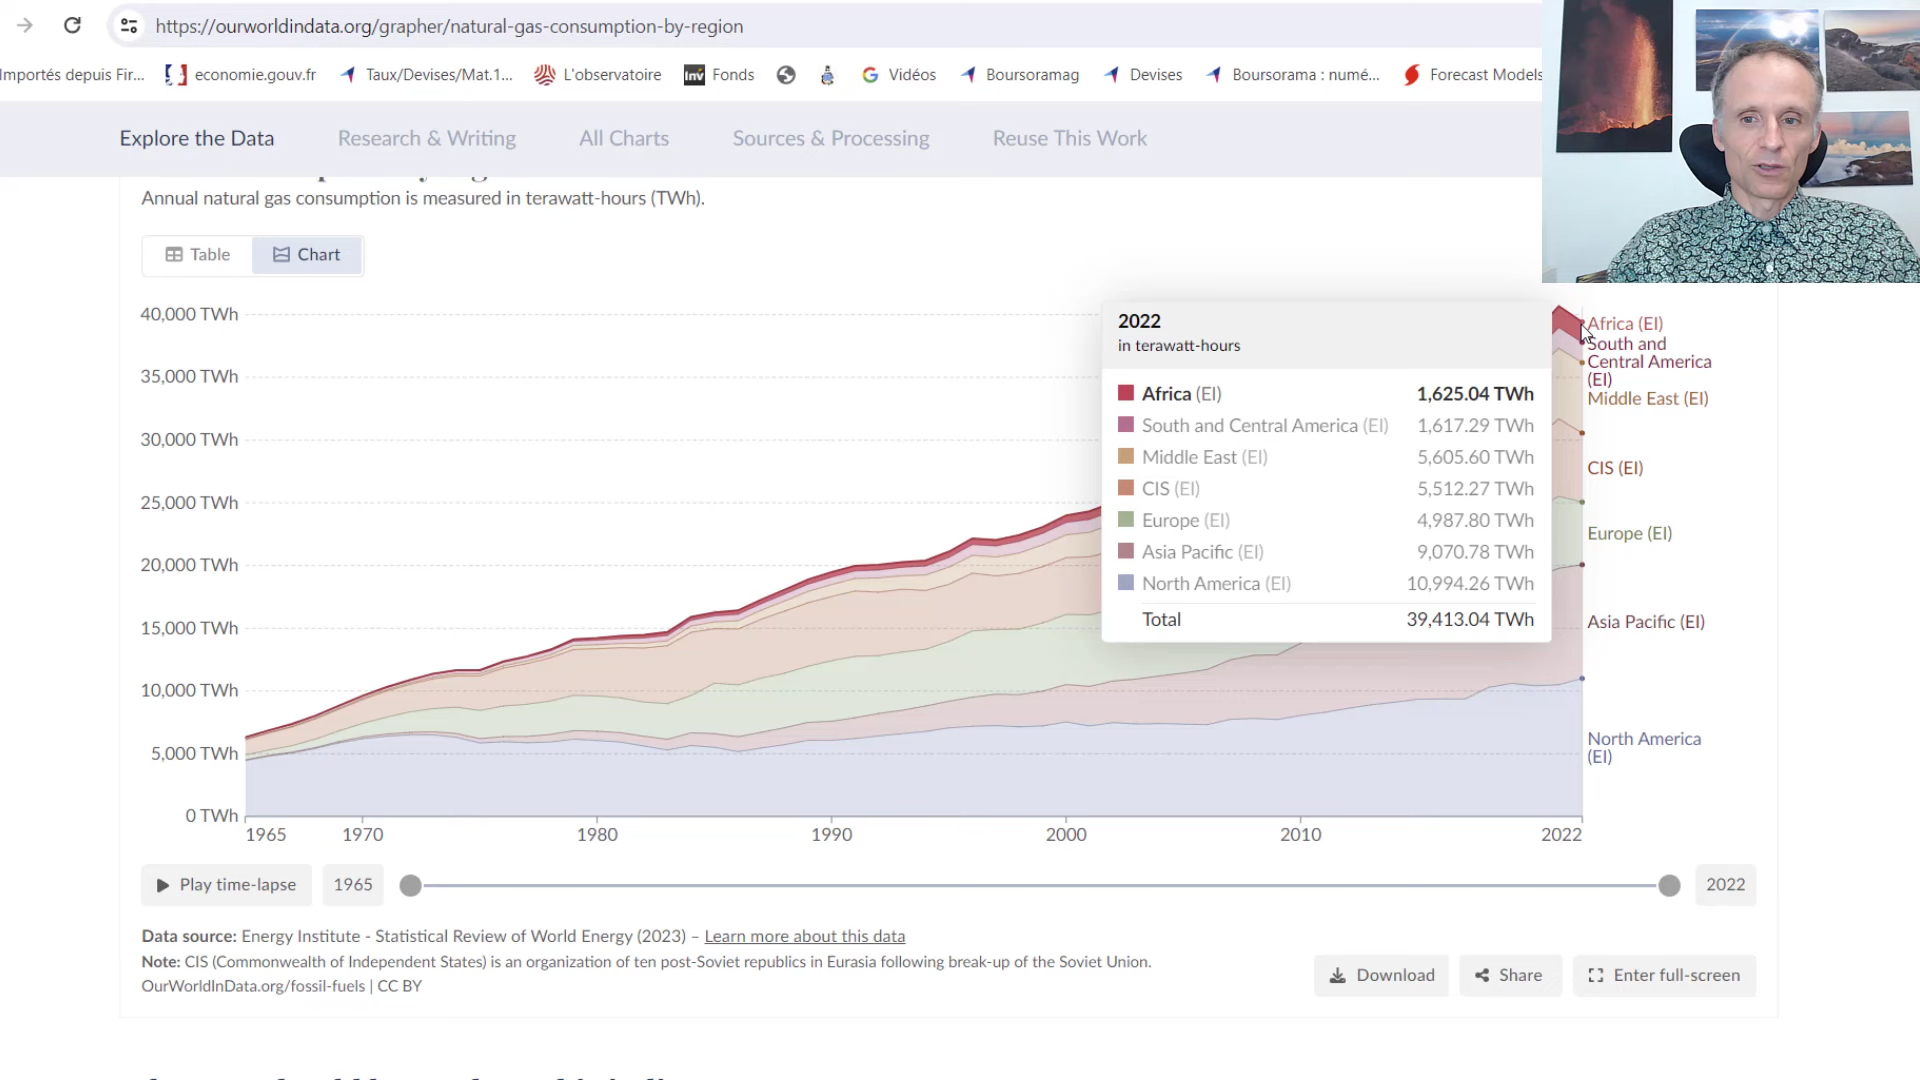 https://ourworldindata.org/grapher/natural-gas-consumption-by-region
Importés depuis Fir...
economie.gouv.fr
Taux/Devises/Mat.1...
L'observatoire
Inv Fonds
Vidéos
Boursoramag
Devises
Boursorama : numé...
Forecast Models
Explore the Data
Research & Writing
All Charts
Sources & Processing
Reuse This Work
Annual natural gas consumption is measured in terawatt-hours (TWh).
Table
Chart
40,000 TWh
35,000 TWh
30,000 TWh
25,000 TWh
20,000 TWh
15,000 TWh
10,000 TWh
5,000 TWh
0 TWh
1965
1970
1980
1990
2000
2010
2022
2022
in terawatt-hours
Africa (EI) 1,625.04 TWh
South and Central America (EI) 1,617.29 TWh
Middle East (EI) 5,605.60 TWh
CIS (EI) 5,512.27 TWh
Europe (EI) 4,987.80 TWh
Asia Pacific (EI) 9,070.78 TWh
North America (EI) 10,994.26 TWh
Total 39,413.04 TWh
Africa (EI)
South and
Central America
(EI)
Middle East (EI)
CIS (EI)
Europe (EI)
Asia Pacific (EI)
North America
(EI)
Play time-lapse
1965
2022
Data source: Energy Institute - Statistical Review of World Energy (2023) – Learn more about this data
Note: CIS (Commonwealth of Independent States) is an organization of ten post-Soviet republics in Eurasia following break-up of the Soviet Union.
OurWorldInData.org/fossil-fuels | CC BY
Download
Share
Enter full-screen